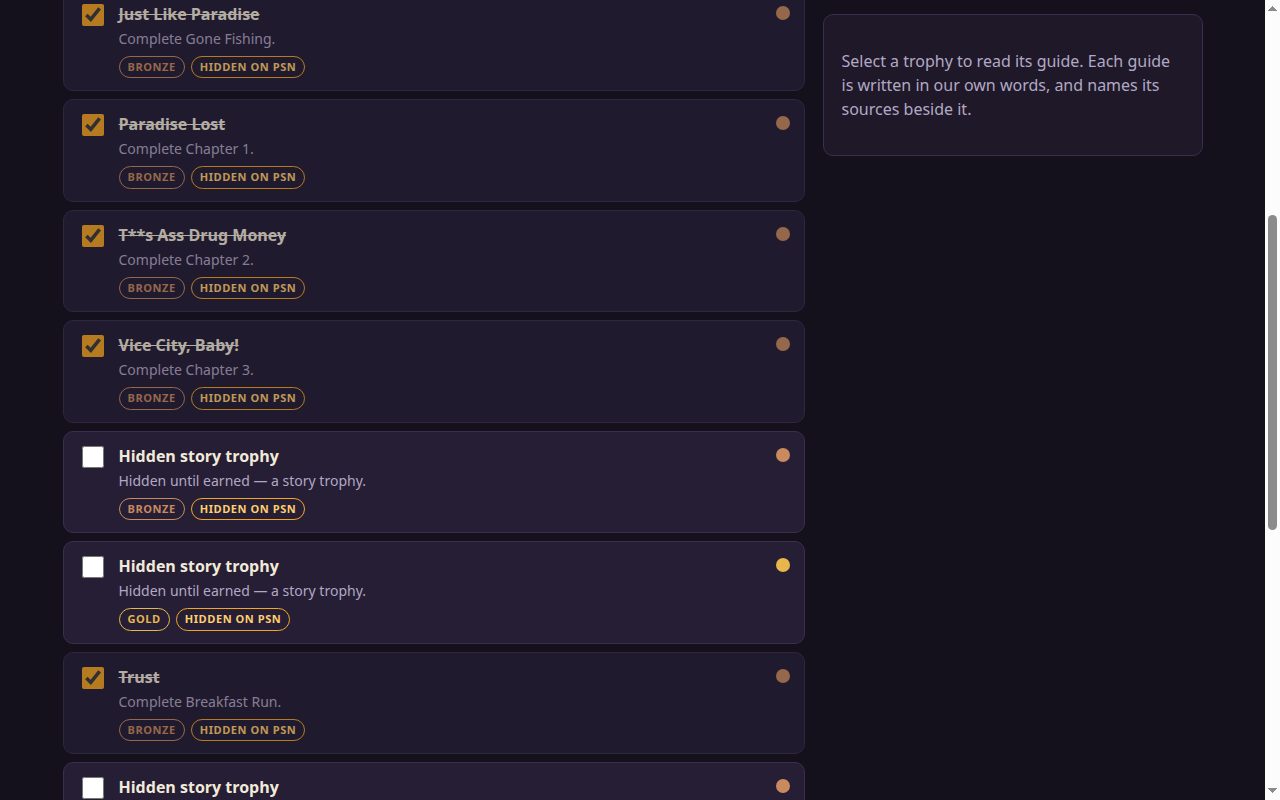 Just Like Paradise
Complete Gone Fishing.
BRONZE HIDDEN ON PSN
Paradise Lost
Complete Chapter 1.
BRONZE HIDDEN ON PSN
T**s Ass Drug Money
Complete Chapter 2.
BRONZE HIDDEN ON PSN
Vice City, Baby!
Complete Chapter 3.
BRONZE HIDDEN ON PSN
Hidden story trophy
Hidden until earned — a story trophy.
BRONZE HIDDEN ON PSN
Hidden story trophy
Hidden until earned — a story trophy.
GOLD HIDDEN ON PSN
Trust
Complete Breakfast Run.
BRONZE HIDDEN ON PSN
Hidden story trophy
Select a trophy to read its guide. Each guide
is written in our own words, and names its
sources beside it.